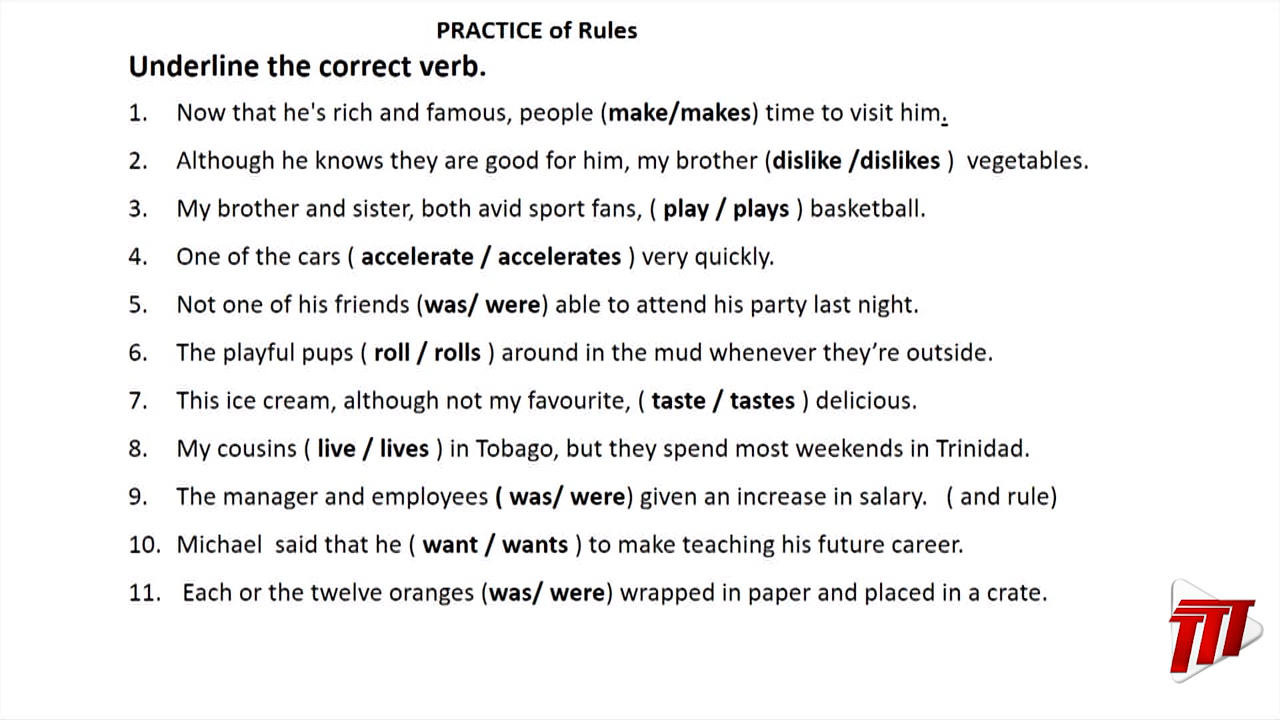 PRACTICE of Rules
Underline the correct verb.
1. Now that he's rich and famous, people (make/makes) time to visit him.
2. Although he knows they are good for him, my brother (dislike /dislikes ) vegetables.
3. My brother and sister, both avid sport fans, ( play / plays ) basketball.
4. One of the cars ( accelerate / accelerates ) very quickly.
5. Not one of his friends (was/ were) able to attend his party last night.
6. The playful pups ( roll / rolls ) around in the mud whenever they’re outside.
7. This ice cream, although not my favourite, ( taste / tastes ) delicious.
8. My cousins ( live / lives ) in Tobago, but they spend most weekends in Trinidad.
9. The manager and employees ( was/ were) given an increase in salary. ( and rule)
10. Michael said that he ( want / wants ) to make teaching his future career.
11. Each or the twelve oranges (was/ were) wrapped in paper and placed in a crate.
TTT